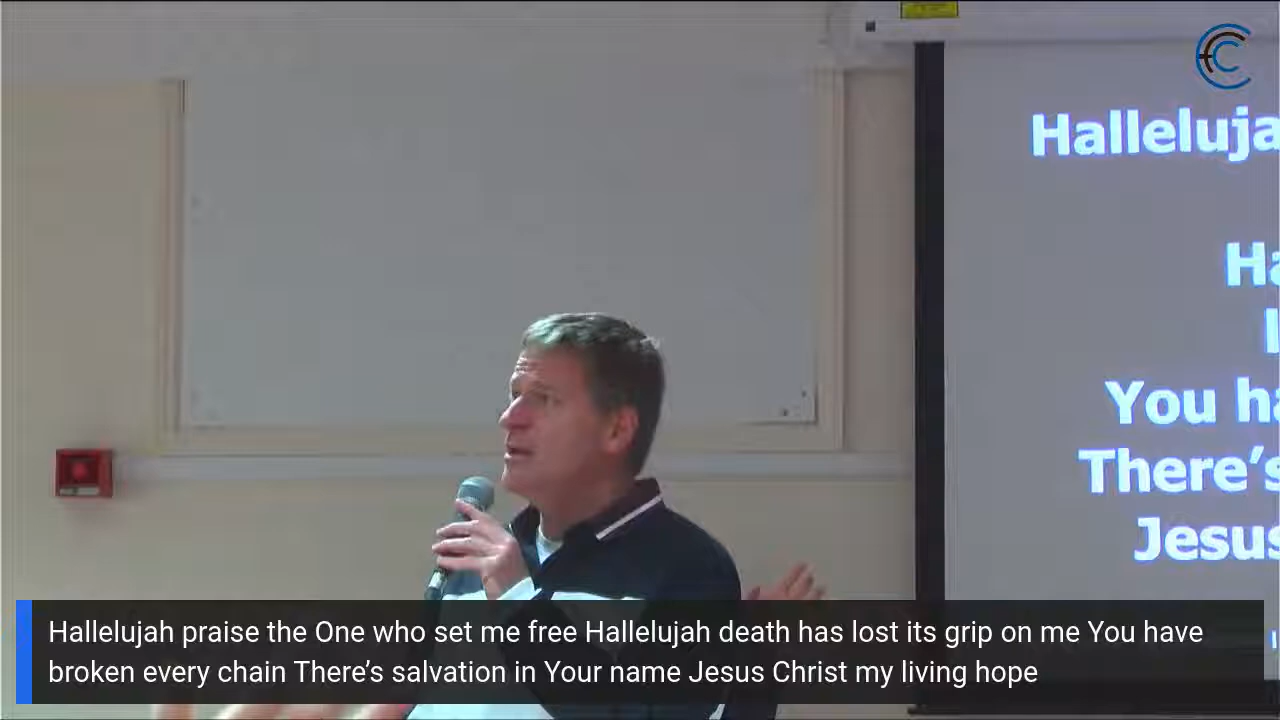 Halleluja
Ha
You ha
There's
Jesus
Hallelujah praise the One who set me free Hallelujah death has lost its grip on me You have
broken every chain There’s salvation in Your name Jesus Christ my living hope